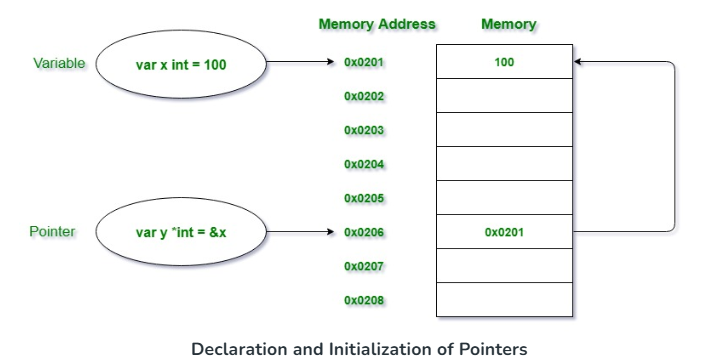 Memory Address Memory
Variable var x int = 100 0x0201 100
0x0202
0x0203
0x0204
0x0205
Pointer var y *int = &x 0x0206 0x0201
0x0207
0x0208
Declaration and Initialization of Pointers